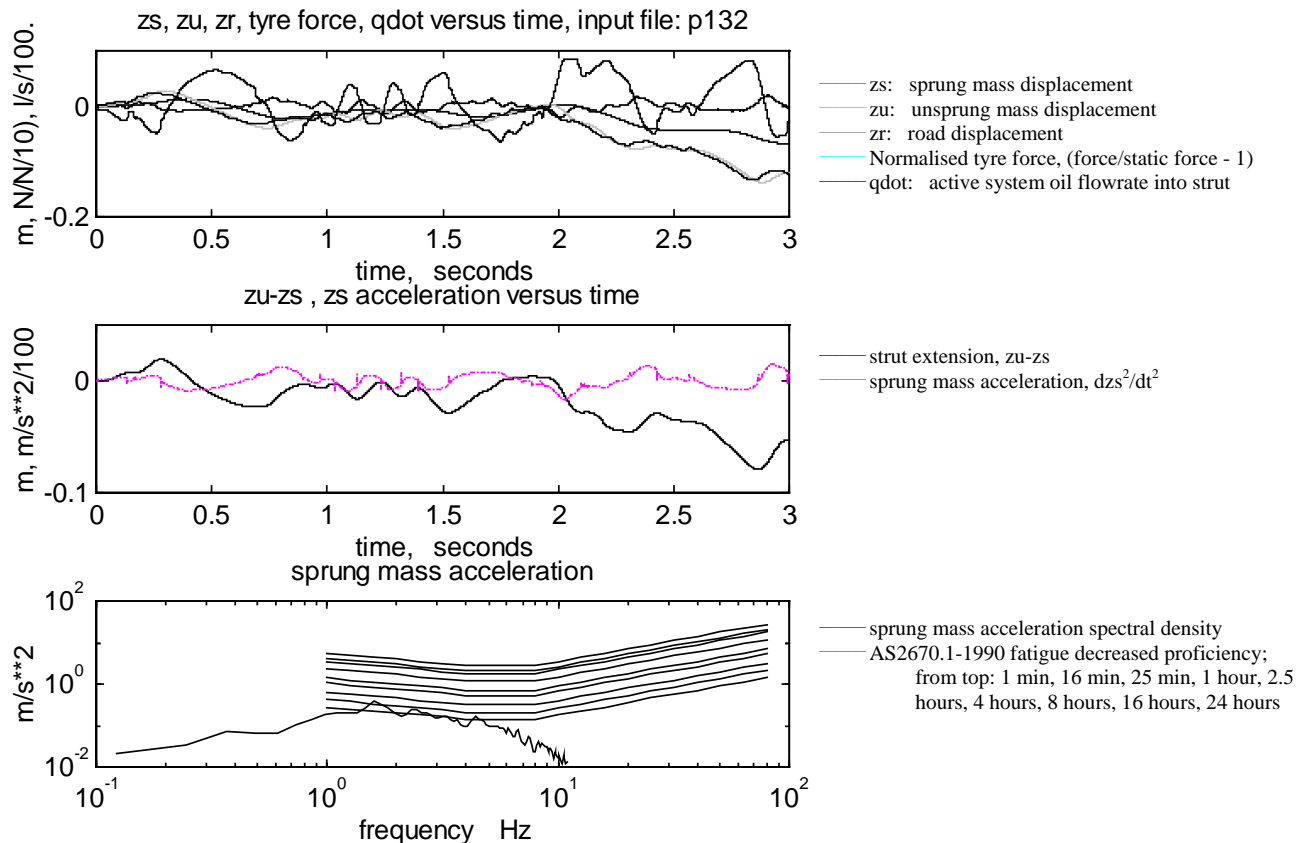 zs, zu, zr, tyre force, qdot versus time, input file: p132
m, N/N/10), l/s/100.
0
-0.2
0 0.5 1 1.5 2 2.5 3
time, seconds
zs: sprung mass displacement
zu: unsprung mass displacement
zr: road displacement
Normalised tyre force, (force/static force - 1)
qdot: active system oil flowrate into strut
zu-zs , zs acceleration versus time
m, m/s**2/100
0
-0.1
0 0.5 1 1.5 2 2.5 3
time, seconds
strut extension, zu-zs
sprung mass acceleration, dzs²/dt²
sprung mass acceleration
m/s**2
10²
10⁰
10⁻²
10⁻¹ 10⁰ 10¹ 10²
frequency Hz
sprung mass acceleration spectral density
AS2670.1-1990 fatigue decreased proficiency;
from top: 1 min, 16 min, 25 min, 1 hour, 2.5
hours, 4 hours, 8 hours, 16 hours, 24 hours